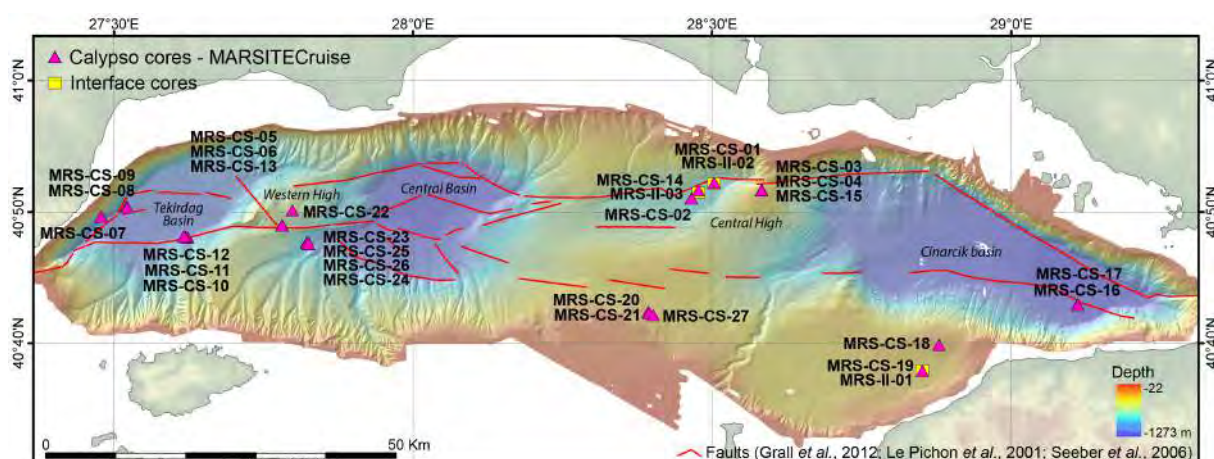 27°30'E
28°0'E
28°30'E
29°0'E
Calypso cores - MARSITECruise
Interface cores
41°0'N
41°0'N
MRS-CS-05
MRS-CS-06
MRS-CS-13
MRS-CS-09
MRS-CS-08
Western High
Central Basin
MRS-CS-01
MRS-II-02
MRS-CS-14
MRS-II-03
MRS-CS-03
MRS-CS-04
MRS-CS-15
40°50'N
Tekirdag
Basin
MRS-CS-22
MRS-CS-02
Central High
40°50'N
MRS-CS-07
MRS-CS-12
MRS-CS-11
MRS-CS-10
MRS-CS-23
MRS-CS-25
MRS-CS-26
MRS-CS-24
Cinarcik basin
MRS-CS-17
MRS-CS-16
MRS-CS-20
MRS-CS-21
MRS-CS-27
40°40'N
MRS-CS-18
40°40'N
MRS-CS-19
MRS-II-01
Depth
-22
-1273 m
0
50 Km
Faults (Grall et al., 2012; Le Pichon et al., 2001; Seeber et al., 2006)